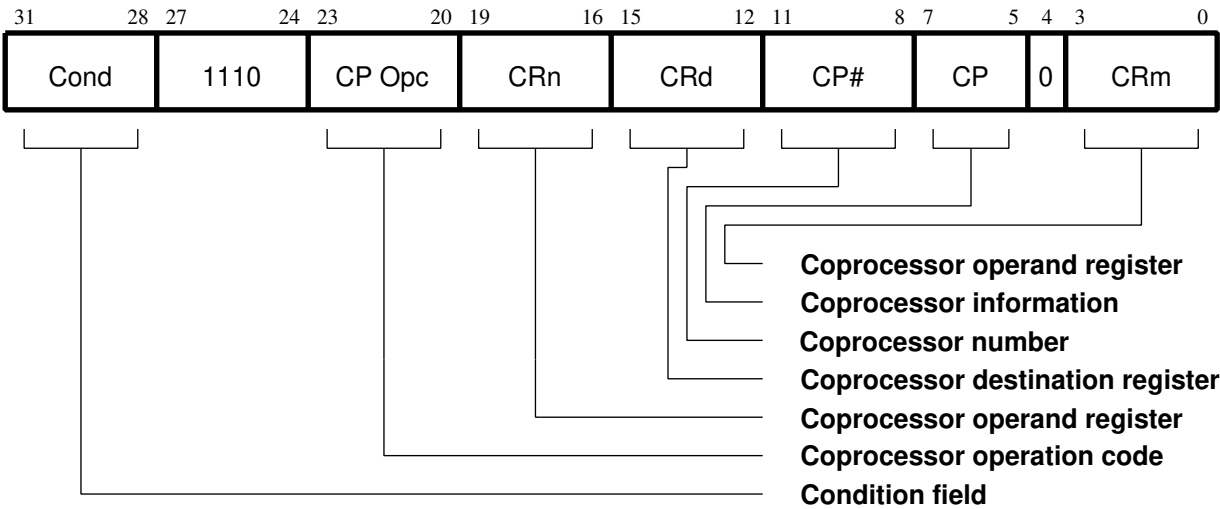 31 28 27 24 23 20 19 16 15 12 11 8 7 5 4 3 0
Cond 1110 CP Opc CRn CRd CP# CP 0 CRm
Coprocessor operand register
Coprocessor information
Coprocessor number
Coprocessor destination register
Coprocessor operand register
Coprocessor operation code
Condition field